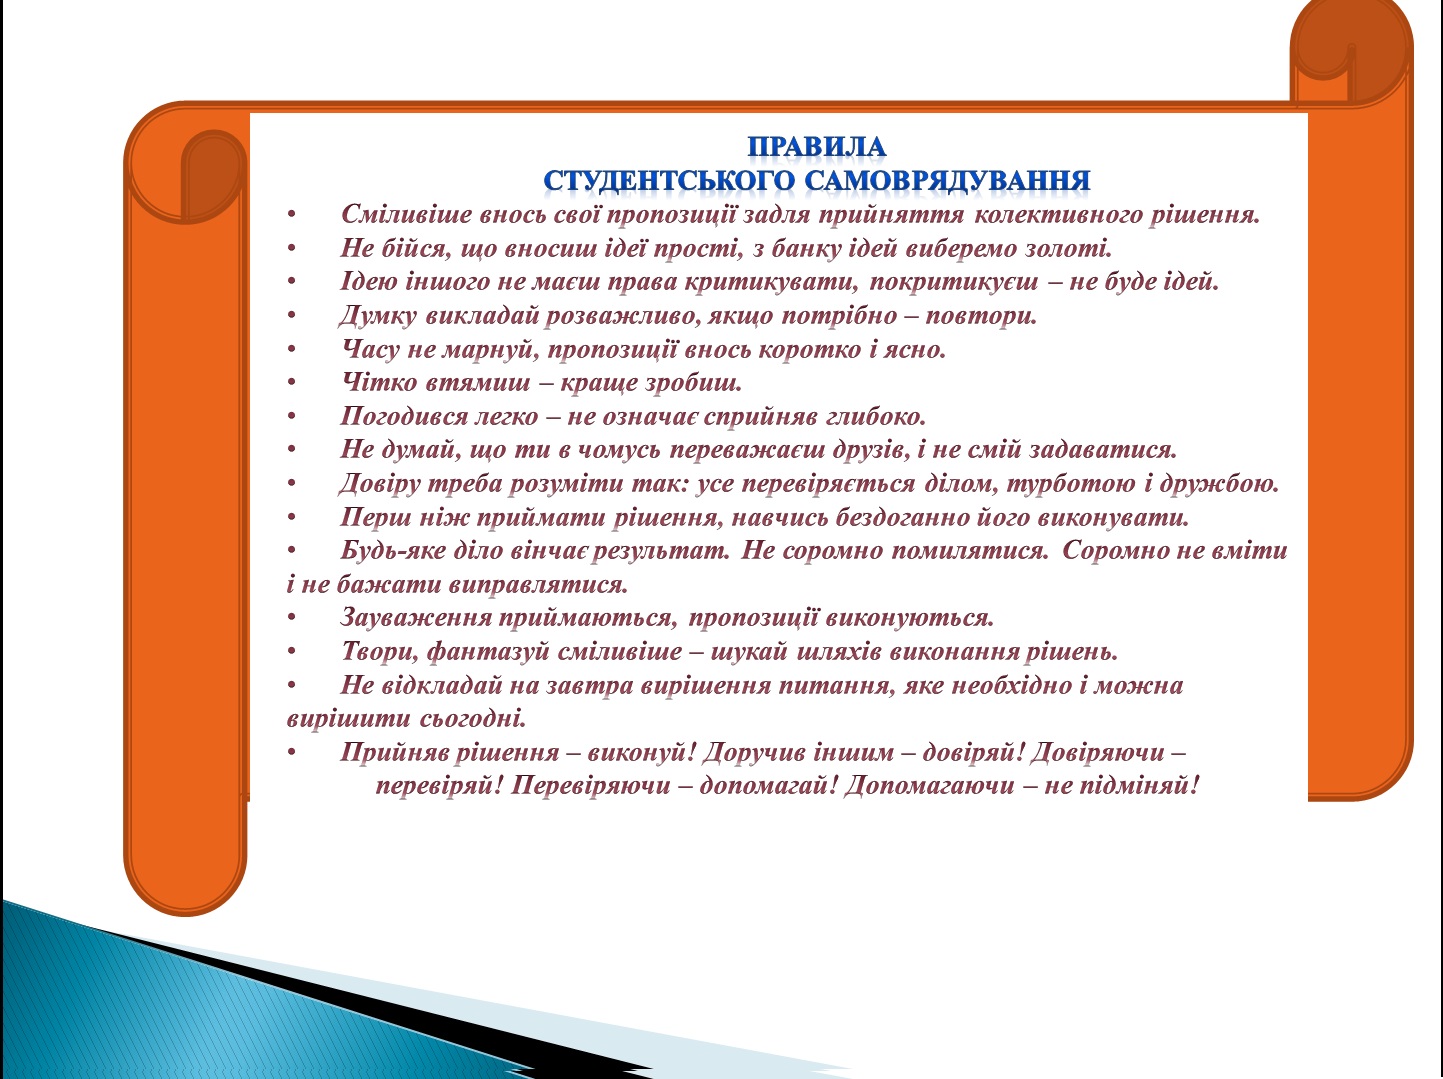 ПРАВИЛА
СТУДЕНТСЬКОГО САМОВРЯДУВАННЯ
• Сміливіше внось свої пропозиції задля прийняття колективного рішення.
• Не бійся, що вносиш ідеї прості, з банку ідей виберемо золоті.
• Ідею іншого не маєш права критикувати, покритикуєш – не буде ідей.
• Думку викладай розважливо, якщо потрібно – повтори.
• Часу не марнуй, пропозиції внось коротко і ясно.
• Чітко втямиш – краще зробиш.
• Погодився легко – не означає сприйняв глибоко.
• Не думай, що ти в чомусь переважаєш друзів, і не смій задаватися.
• Довіру треба розуміти так: усе перевіряється ділом, турботою і дружбою.
• Перш ніж приймати рішення, навчись бездоганно його виконувати.
• Будь-яке діло вінчає результат. Не соромно помилятися. Соромно не вміти
і не бажати виправлятися.
• Зауваження приймаються, пропозиції виконуються.
• Твори, фантазуй сміливіше – шукай шляхів виконання рішень.
• Не відкладай на завтра вирішення питання, яке необхідно і можна
вирішити сьогодні.
• Прийняв рішення – виконуй! Доручив іншим – довіряй! Довіряючи –
перевіряй! Перевіряючи – допомагай! Допомагаючи – не підміняй!